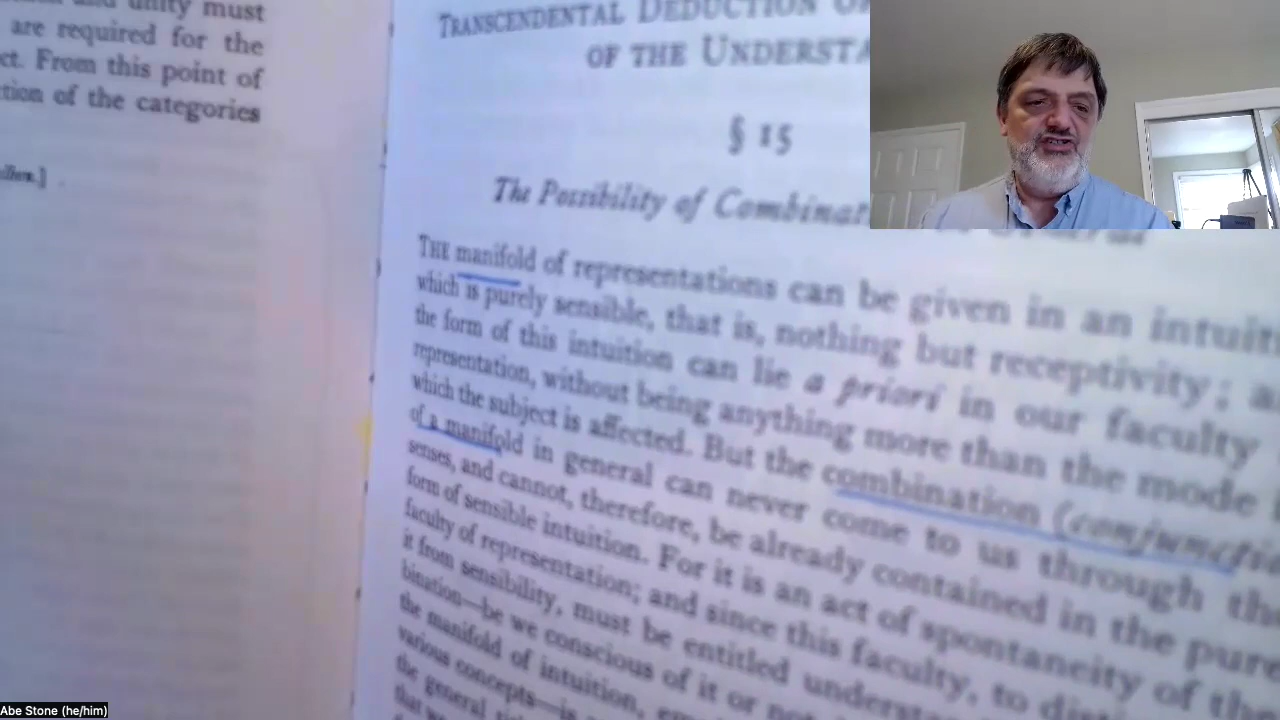 and unity must
are required for the
ct. From this point of
tion of the categories
TRANSCENDENTAL DEDUCTION O
OF THE UNDERSTA
§ 15
The Possibility of Combinat
THE manifold of representations can be given in an intuiti
which is purely sensible, that is, nothing but receptivity; a
the form of this intuition can lie a priori in our faculty
representation, without being anything more than the mode
which the subject is affected. But the combination (conjunctio
of a manifold in general can never come to us through the
senses, and cannot, therefore, be already contained in the pure
form of sensible intuition. For it is an act of spontaneity of the
faculty of representation; and since this faculty, to disti
it from sensibility, must be entitled underst
bination—be we conscious of it or not
the manifold of intuition,
various concepts—is
the general
that
Abe Stone (he/him)